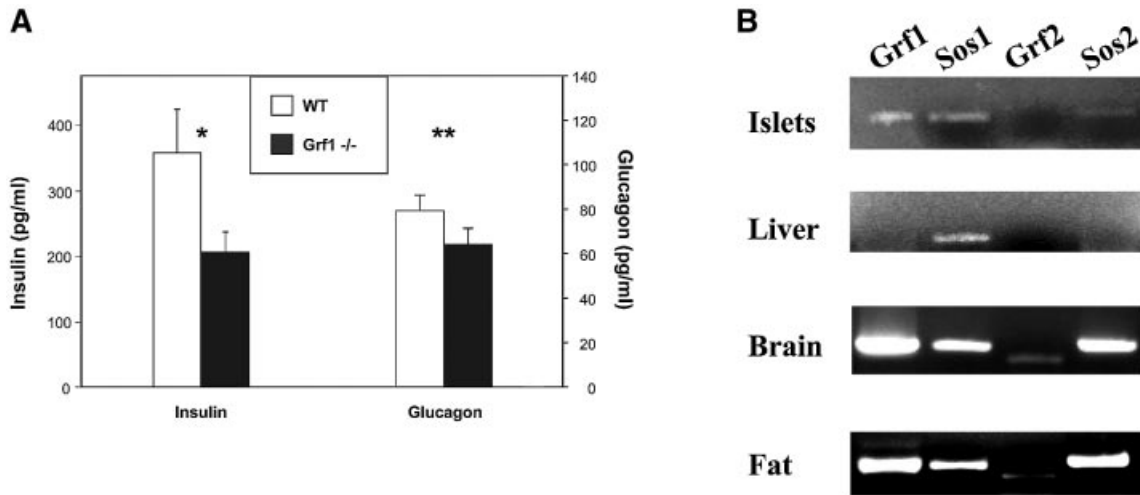 A
B
Grf1 Sos1 Grf2 Sos2
WT
Grf1 -/-
* **
Insulin (pg/ml)
400
300
200
100
0
Glucagon (pg/ml)
140
120
100
80
60
40
20
0
Insulin Glucagon
Islets
Liver
Brain
Fat